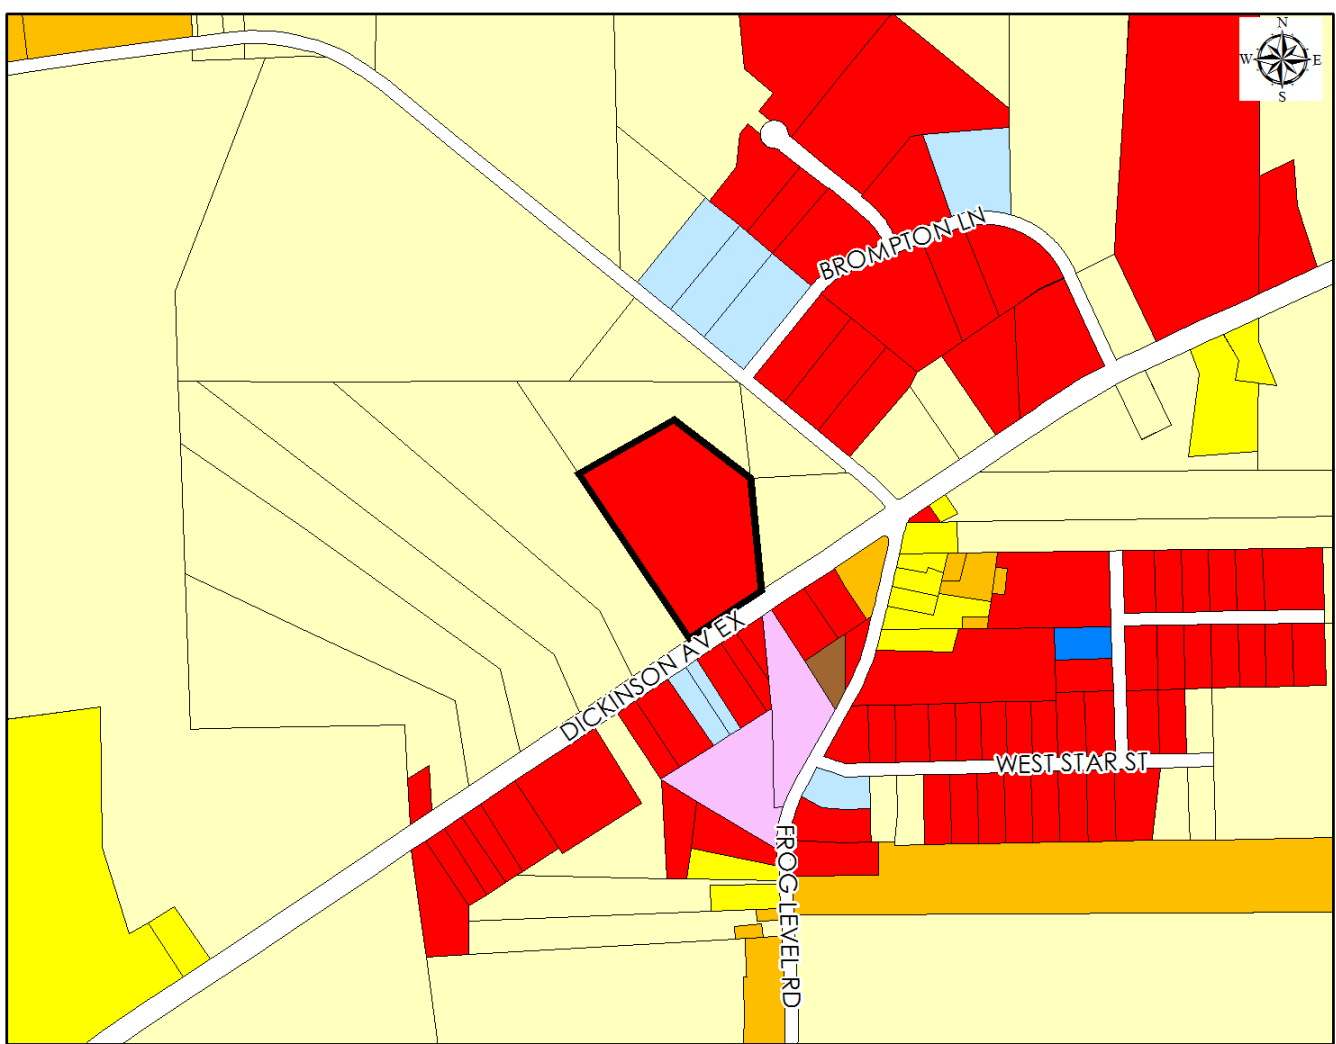 N
W E
S
BROMPTON LN
DICKINSON AV EX
WEST STAR ST
FROG LEVEL RD